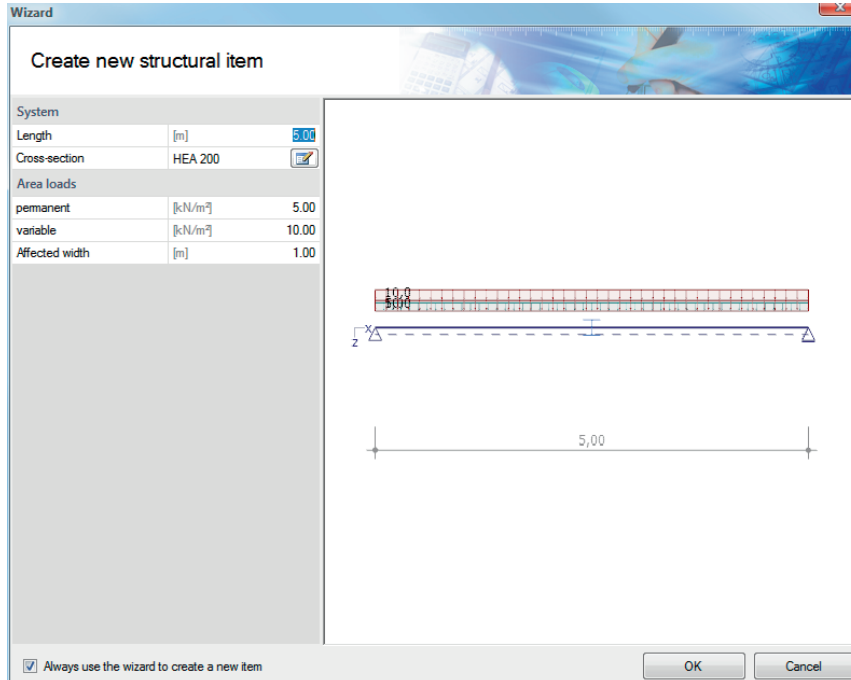 Wizard
Create new structural item
System
Length [m] 5.00
Cross-section HEA 200
Area loads
permanent [kN/m²] 5.00
variable [kN/m²] 10.00
Affected width [m] 1.00
10,0
x
z
5,00
Always use the wizard to create a new item
OK Cancel